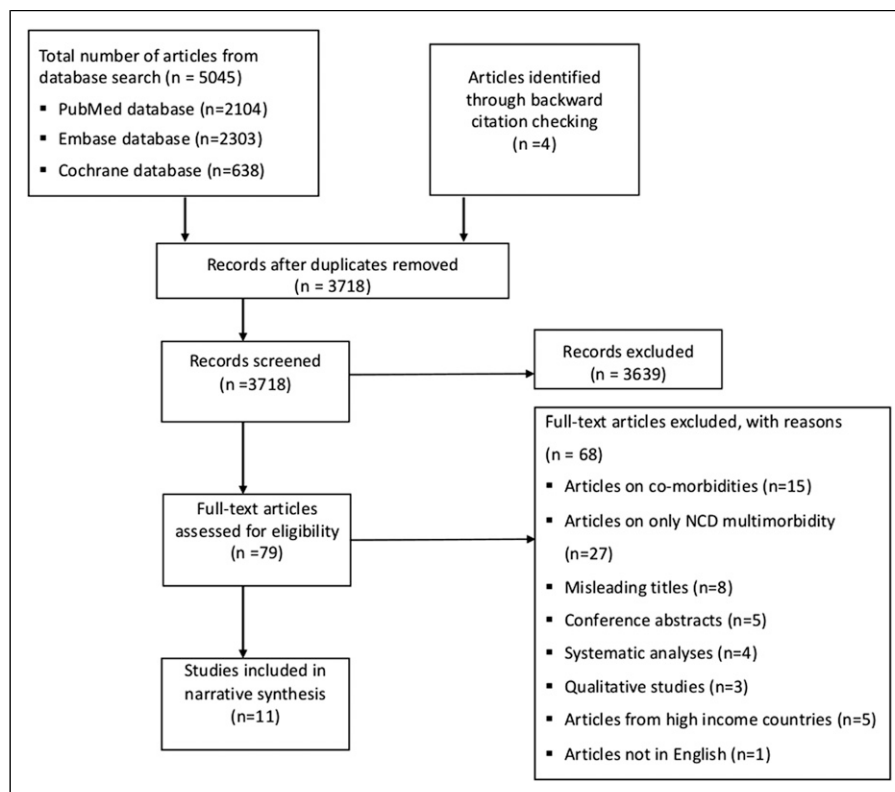 Total number of articles from
database search (n = 5045)
▪ PubMed database (n=2104)
▪ Embase database (n=2303)
▪ Cochrane database (n=638)
Articles identified
through backward
citation checking
(n =4)
Records after duplicates removed
(n = 3718)
Records screened
(n =3718)
Records excluded
(n = 3639)
Full-text articles
assessed for eligibility
(n =79)
Full-text articles excluded, with reasons
(n = 68)
▪ Articles on co-morbidities (n=15)
▪ Articles on only NCD multimorbidity
(n=27)
▪ Misleading titles (n=8)
▪ Conference abstracts (n=5)
▪ Systematic analyses (n=4)
▪ Qualitative studies (n=3)
▪ Articles from high income countries (n=5)
▪ Articles not in English (n=1)
Studies included in
narrative synthesis
(n=11)